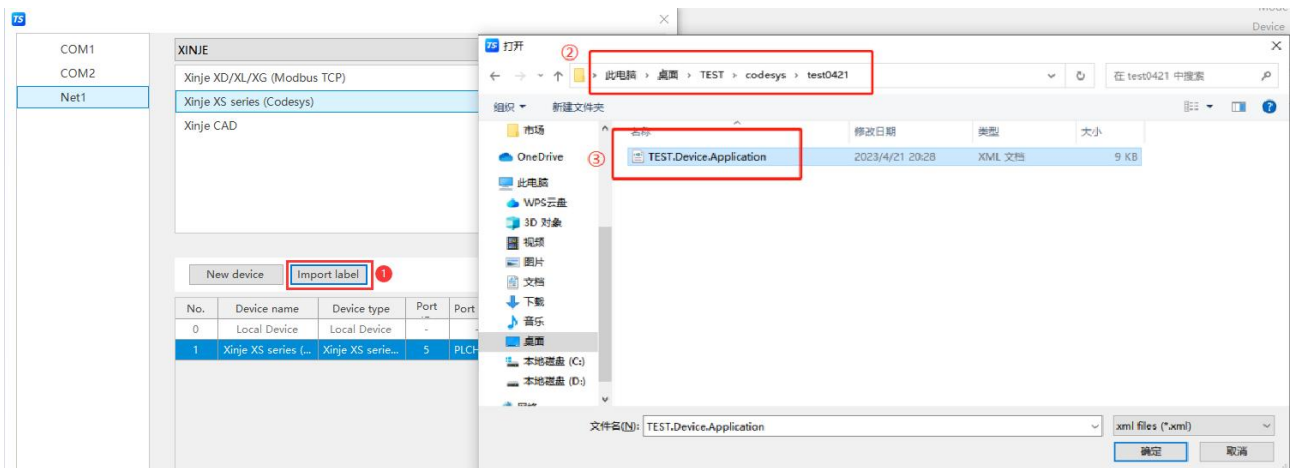 TS
COM1
COM2
Net1
XINJE
Xinje XD/XL/XG (Modbus TCP)
Xinje XS series (Codesys)
Xinje CAD
New device
Import label
1
No.
Device name
Device type
Port
Port
0
Local Device
Local Device
-
-
1
Xinje XS series (...
Xinje XS serie...
5
PLCH
Device
TS 打开
②
此电脑 › 桌面 › TEST › codesys › test0421
在 test0421 中搜索
组织
新建文件夹
市场
OneDrive
此电脑
WPS云盘
3D 对象
视频
图片
文档
下载
音乐
桌面
本地磁盘 (C:)
本地磁盘 (D:)
名称
修改日期
类型
大小
③
TEST.Device.Application
2023/4/21 20:28
XML 文档
9 KB
文件名(N):
TEST.Device.Application
xml files (*.xml)
确定
取消